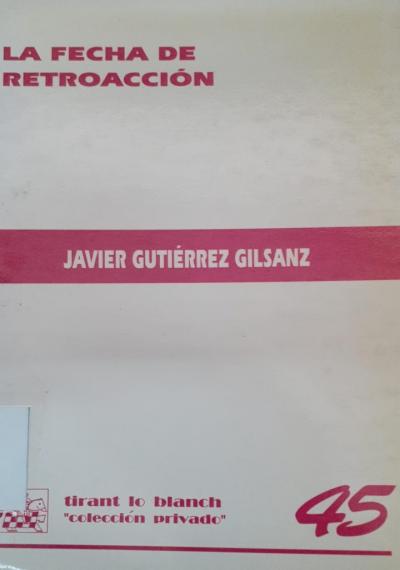 LA FECHA DE
RETROACCIÓN
JAVIER GUTIÉRREZ GILSANZ
tirant lo blanch
"colección privado"
45